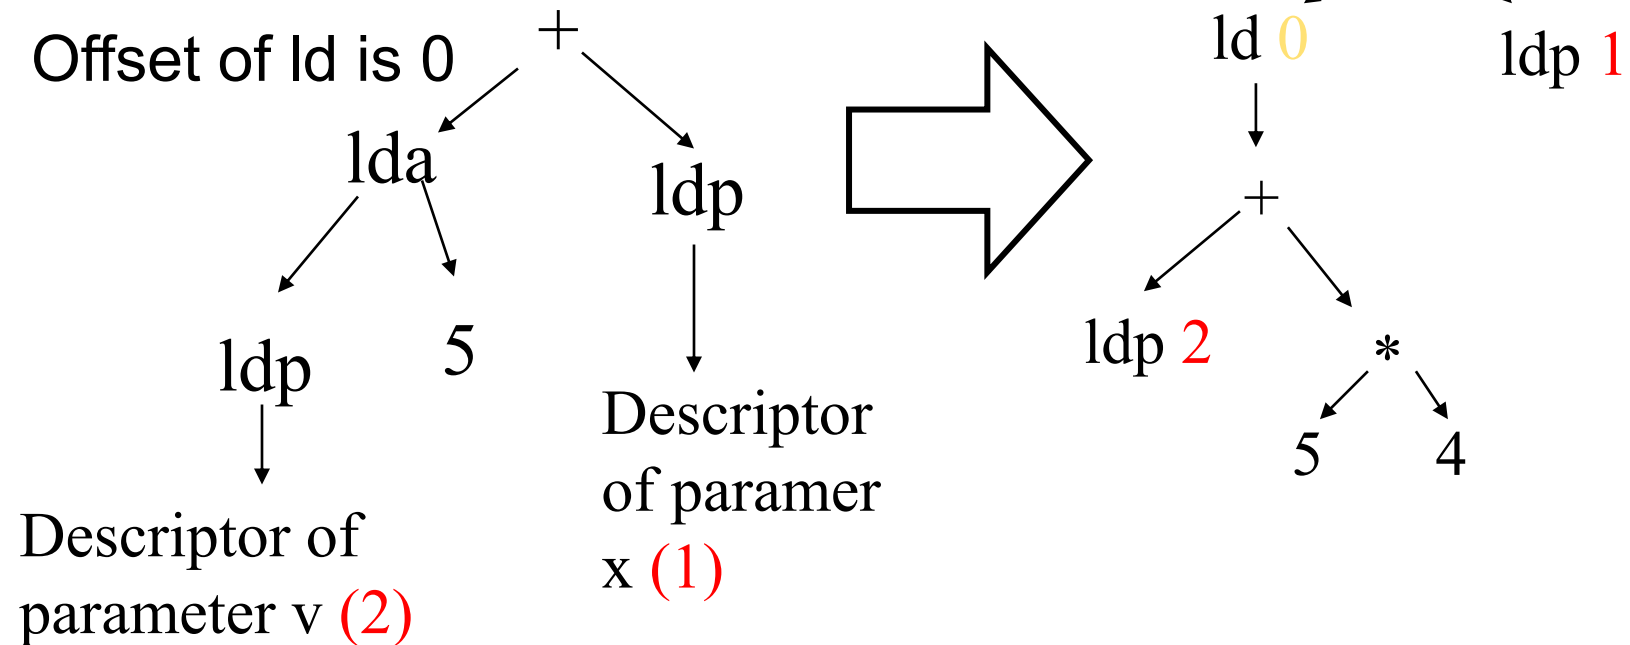 Offset of ld is 0
+
lda
ldp
ldp
5
Descriptor of
parameter v (2)
Descriptor
of paramer
x (1)
ld 0
ldp 1
+
ldp 2
*
5
4